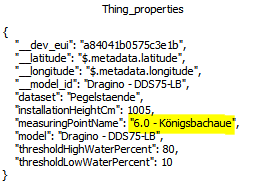 Thing_properties
{
"__dev_eui": "a84041b0575c3e1b",
"__latitude": "$.metadata.latitude",
"__longitude": "$.metadata.longitude",
"__model_id": "Dragino - DDS75-LB",
"dataset": "Pegelstaende",
"installationHeightCm": 1005,
"measuringPointName": "6.0 - Königsbachaue",
"model": "Dragino - DDS75-LB",
"thresholdHighWaterPercent": 80,
"thresholdLowWaterPercent": 10
}